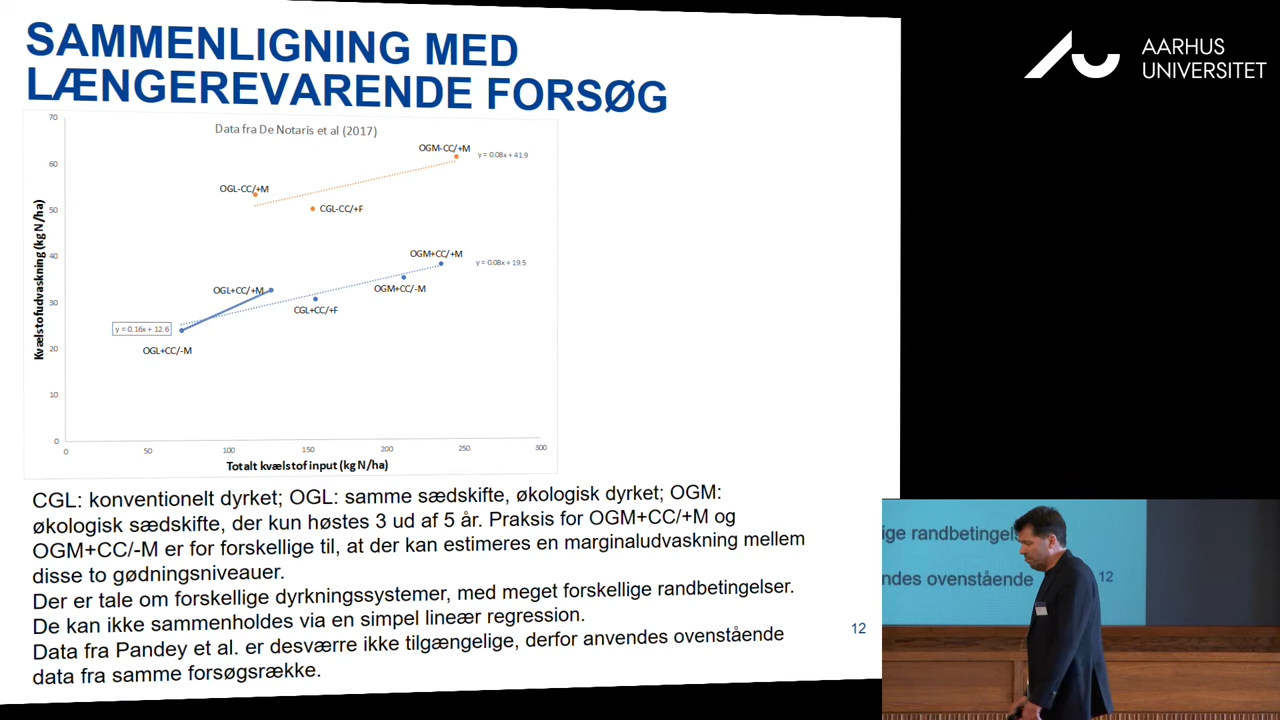 SAMMENLIGNING MED
LÆNGEREVARENDE FORSØG
AARHUS
UNIVERSITET
Data fra De Notaris et al (2017)
Kvælstofudvaskning (kg N/ha)
70
60
50
40
30
20
10
0
OGM-CC/+M
y = 0.08x + 41.9
OGL-CC/+M
CGL-CC/+F
OGM+CC/+M
y = 0.08x + 19.5
OGL+CC/+M
OGM+CC/-M
CGL+CC/+F
y = 0.16x + 12.6
OGL+CC/-M
0 50 100 150 200 250 300
Totalt kvælstof input (kg N/ha)
CGL: konventionelt dyrket; OGL: samme sædskifte, økologisk dyrket; OGM:
økologisk sædskifte, der kun høstes 3 ud af 5 år. Praksis for OGM+CC/+M og
OGM+CC/-M er for forskellige til, at der kan estimeres en marginaludvaskning mellem
disse to gødningsniveauer.
Der er tale om forskellige dyrkningssystemer, med meget forskellige randbetingelser.
De kan ikke sammenholdes via en simpel lineær regression.
Data fra Pandey et al. er desværre ikke tilgængelige, derfor anvendes ovenstående
data fra samme forsøgsrække.
12
ige randbetingel
ndes ovenstående
12